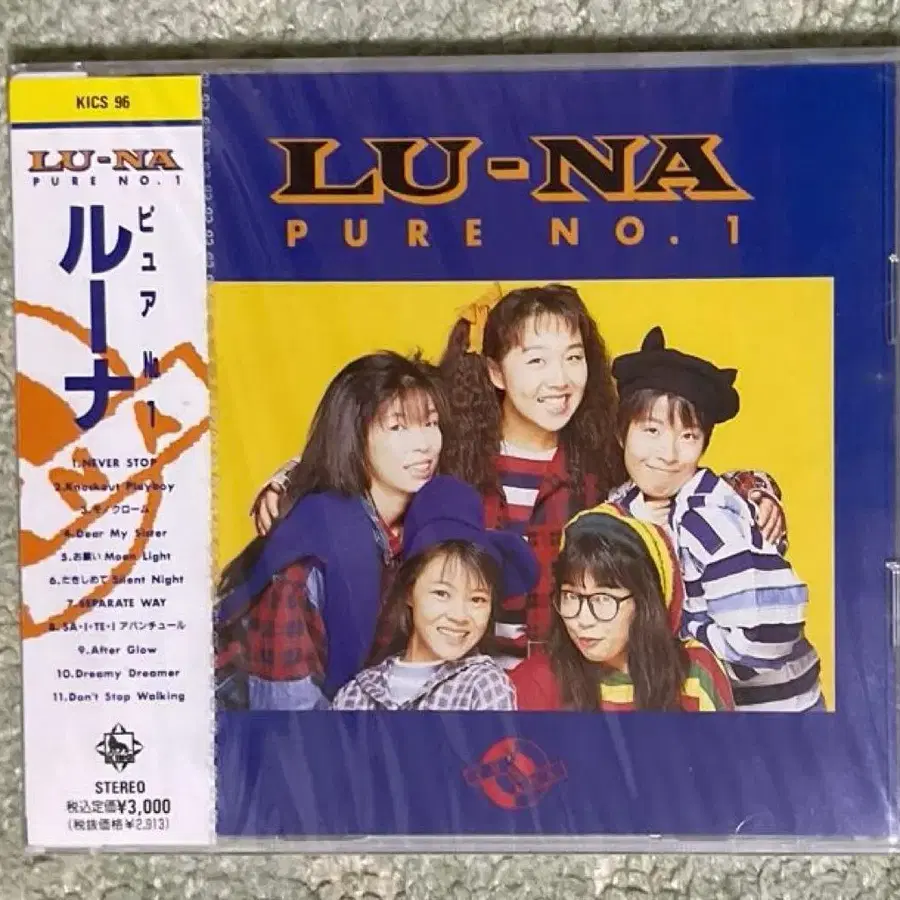 KICS 96
LU-NA
PURE NO. 1
ピュア №1
ルーナ
1.NEVER STOP
2.Knockout Playboy
3.モノクローム
4.Dear My Sister
5.お願い Moon Light
6.だきしめて Silent Night
7.SEPARATE WAY
8.SA・I・TE・I アバンチュール
9.After Glow
10.Dreamy Dreamer
11.Don't Stop Walking
STEREO
税込定価¥3,000
(税抜価格¥2,913)
LU-NA
PURE NO. 1